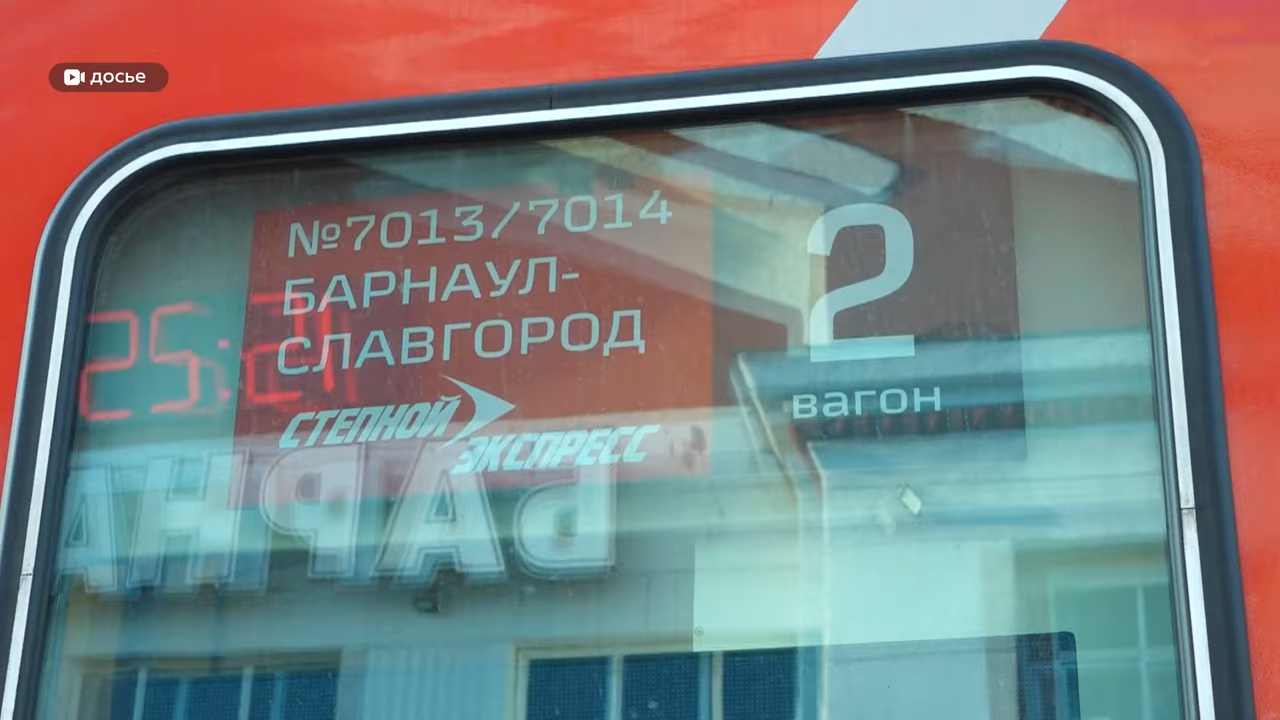 досье
№7013/7014
БАРНАУЛ-
СЛАВГОРОД
СТЕПНОЙ
ЭКСПРЕСС
2
вагон